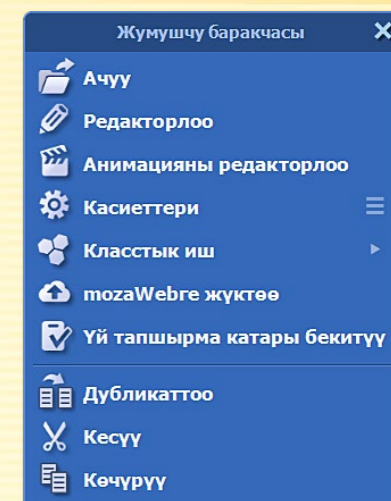 Жумушчу баракчасы
Ачуу
Редакторлоо
Анимацияны редакторлоо
Касиеттери
Класстык иш
mozaWebге жүктөө
Үй тапшырма катары бекитүү
Дубликаттоо
Кесүү
Көчүрүү